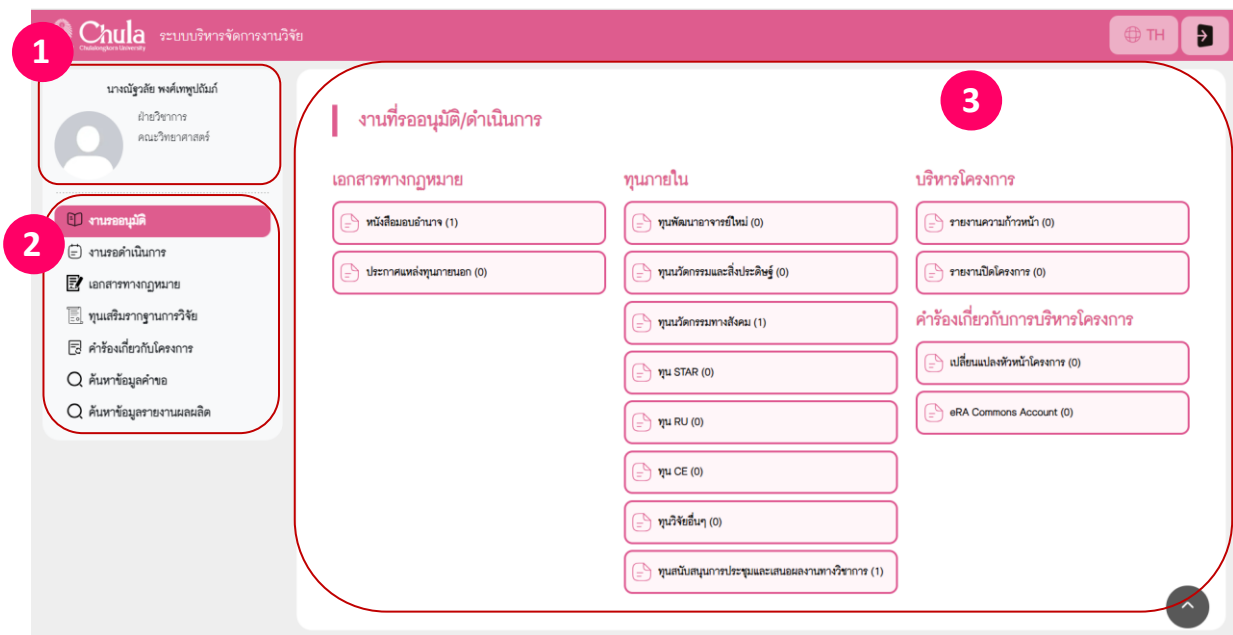 Chula
Chulalongkorn University
ระบบบริหารจัดการงานวิจัย
TH
1
นางณัฐวลัย พงศ์เทพูปถัมภ์
ฝ่ายวิชาการ
คณะวิทยาศาสตร์
2
งานรออนุมัติ
งานรอดำเนินการ
เอกสารทางกฎหมาย
ทุนเสริมรากฐานการวิจัย
คำร้องเกี่ยวกับโครงการ
ค้นหาข้อมูลคำขอ
ค้นหาข้อมูลรายงานผลผลิต
3
งานที่รออนุมัติ/ดำเนินการ
เอกสารทางกฎหมาย
หนังสือมอบอำนาจ (1)
ประกาศแหล่งทุนภายนอก (0)
ทุนภายใน
ทุนพัฒนาอาจารย์ใหม่ (0)
ทุนนวัตกรรมและสิ่งประดิษฐ์ (0)
ทุนนวัตกรรมทางสังคม (1)
ทุน STAR (0)
ทุน RU (0)
ทุน CE (0)
ทุนวิจัยอื่นๆ (0)
ทุนสนับสนุนการประชุมและเสนอผลงานทางวิชาการ (1)
บริหารโครงการ
รายงานความก้าวหน้า (0)
รายงานปิดโครงการ (0)
คำร้องเกี่ยวกับการบริหารโครงการ
เปลี่ยนแปลงหัวหน้าโครงการ (0)
eRA Commons Account (0)